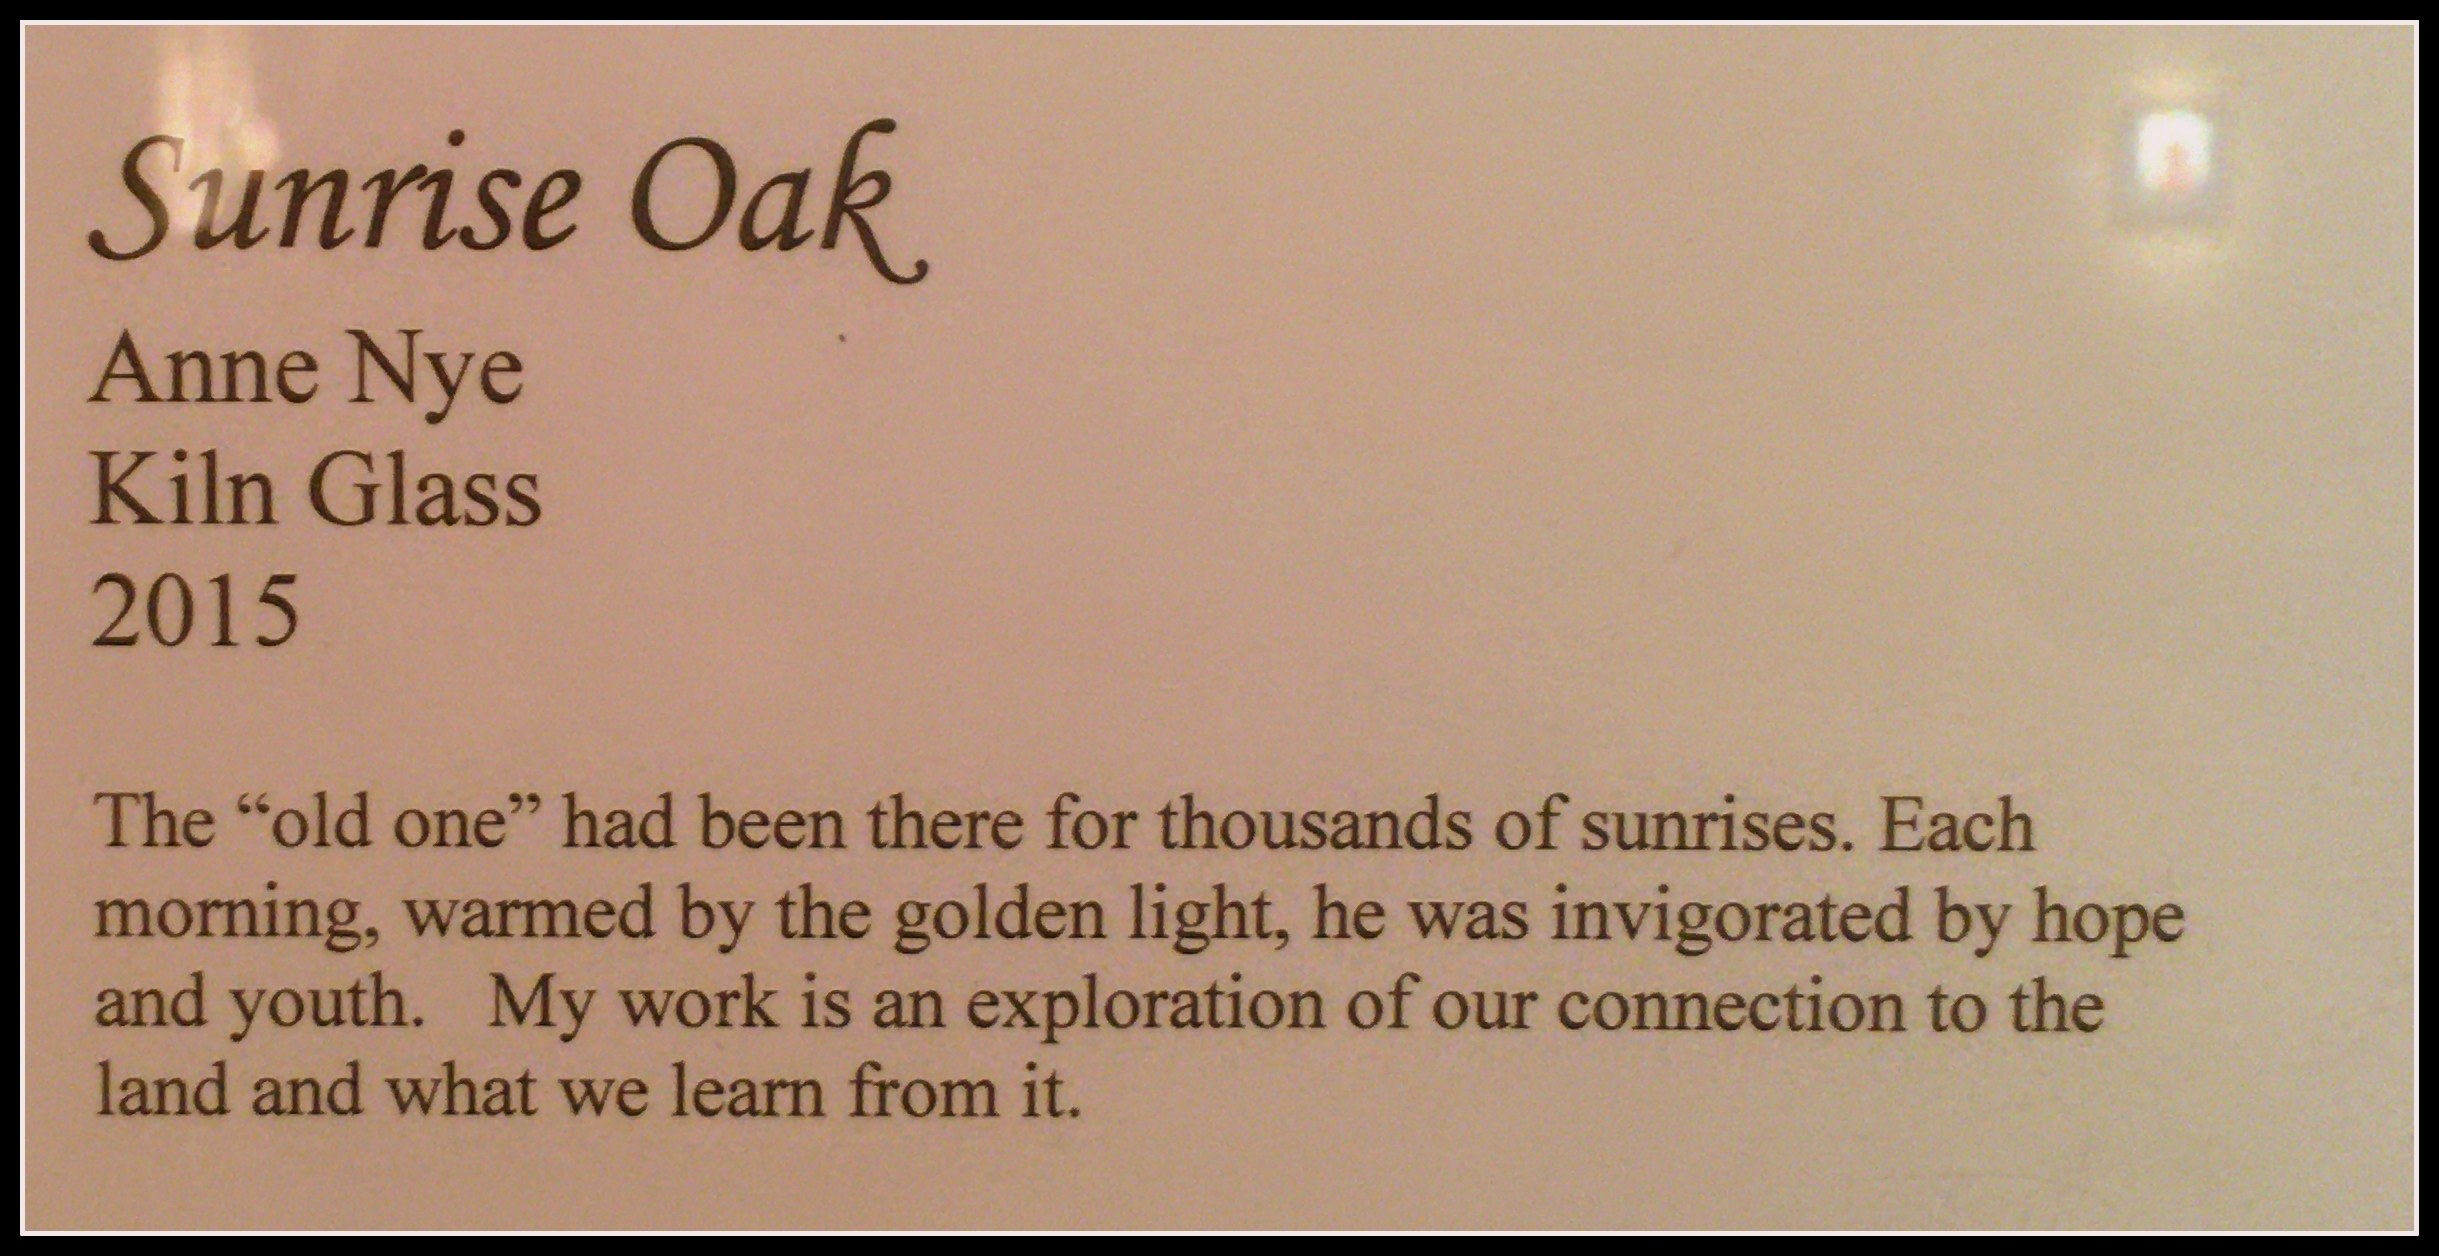 Sunrise Oak
Anne Nye
Kiln Glass
2015
The “old one” had been there for thousands of sunrises. Each
morning, warmed by the golden light, he was invigorated by hope
and youth.   My work is an exploration of our connection to the
land and what we learn from it.